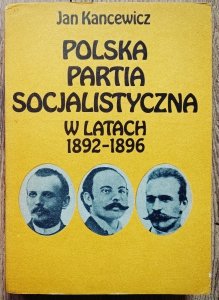 Jan Kancewicz
POLSKA
PARTIA
SOCJALISTYCZNA
W LATACH
1892-1896